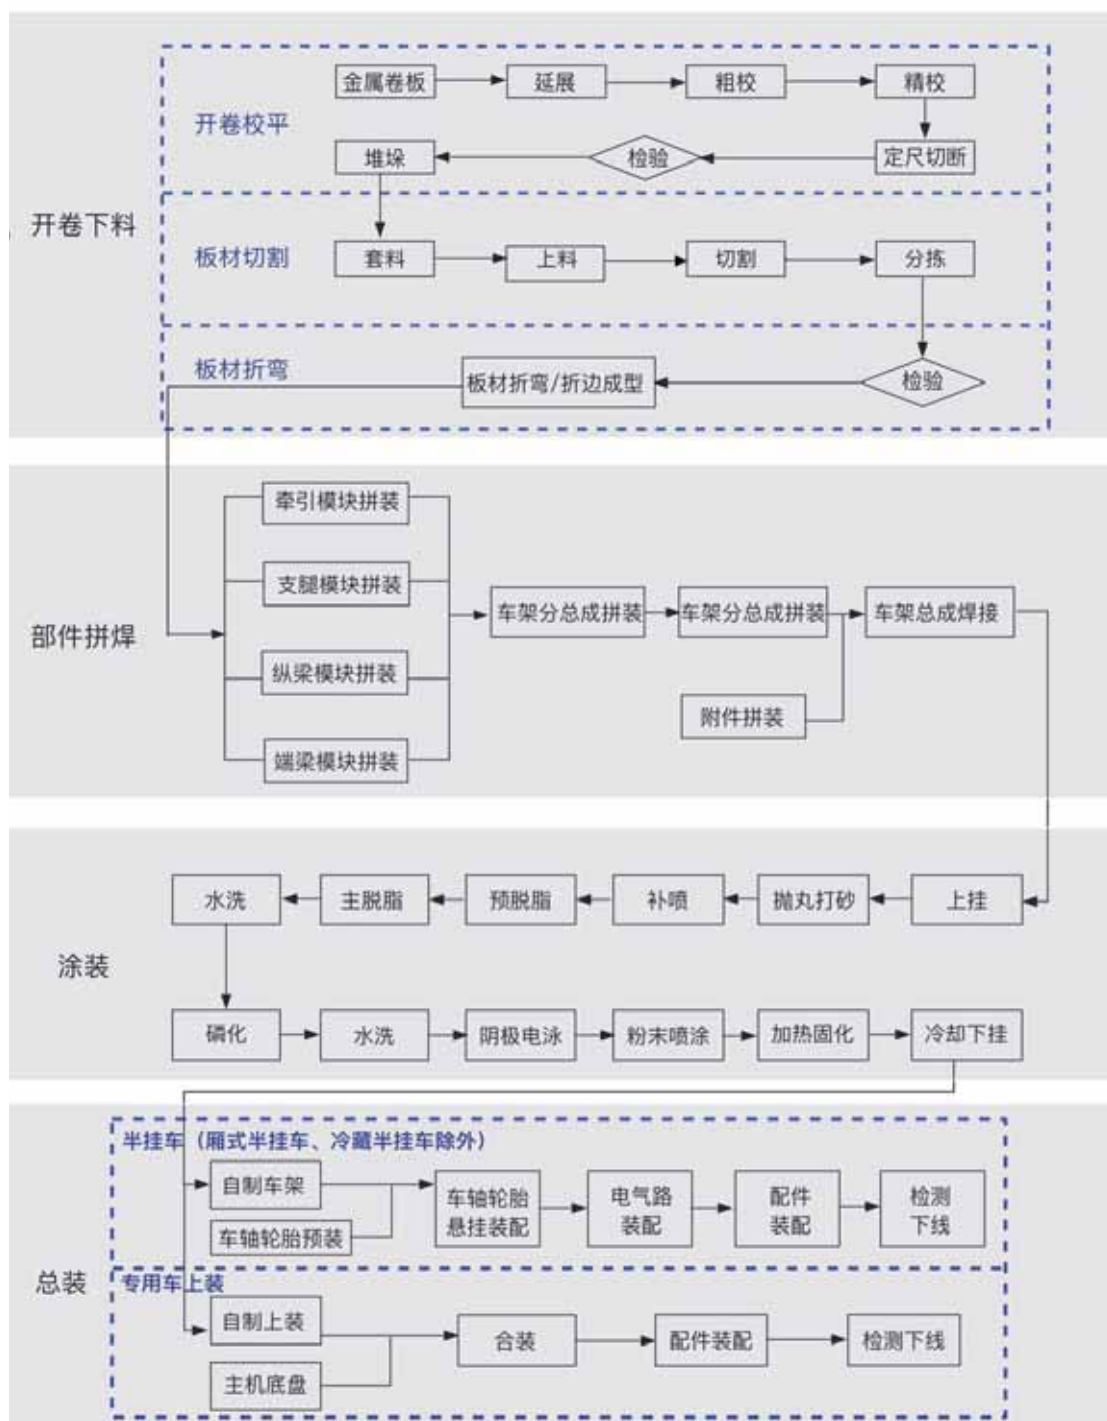 开卷下料
开卷校平
金属卷板
延展
粗校
精校
定尺切断
检验
堆垛
板材切割
套料
上料
切割
分拣
板材折弯
检验
板材折弯/折边成型
部件拼焊
牵引模块拼装
支腿模块拼装
纵梁模块拼装
端梁模块拼装
车架分总成拼装
车架分总成拼装
附件拼装
车架总成焊接
涂装
上挂
抛丸打砂
补喷
预脱脂
主脱脂
水洗
磷化
水洗
阴极电泳
粉末喷涂
加热固化
冷却下挂
总装
半挂车（厢式半挂车、冷藏半挂车除外）
自制车架
车轴轮胎预装
车轴轮胎
悬挂装配
电气路
装配
配件
装配
检测
下线
专用车上装
自制上装
主机底盘
合装
配件装配
检测下线